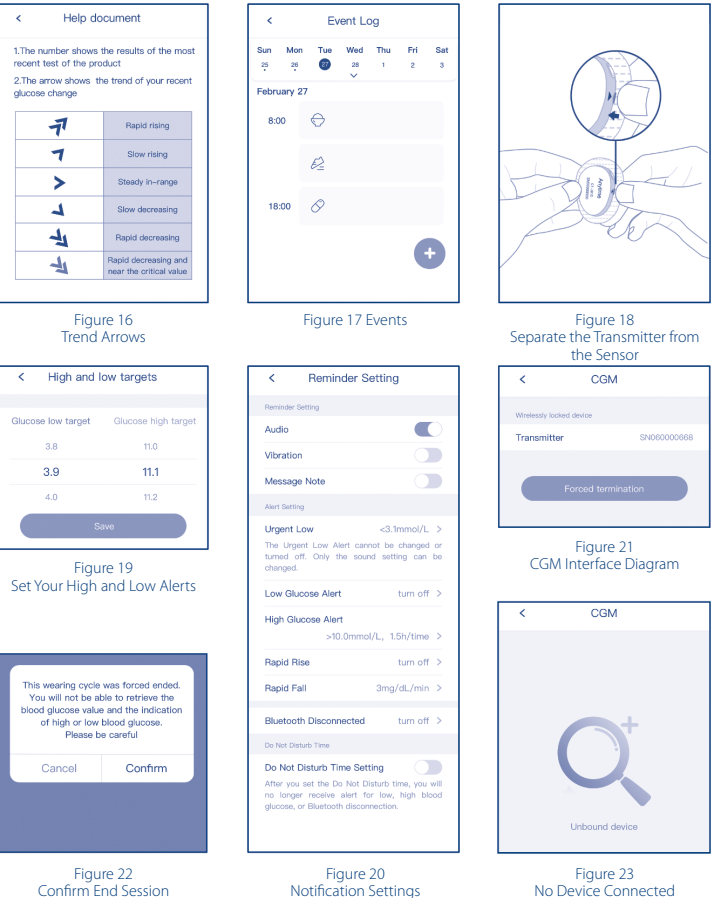 < Help document
1.The number shows the results of the most
recent test of the product
2.The arrow shows the trend of your recent
glucose change
Rapid rising
Slow rising
Steady in-range
Slow decreasing
Rapid decreasing
Rapid decreasing and
near the critical value
Figure 16
Trend Arrows
< Event Log
Sun Mon Tue Wed Thu Fri Sat
25 26 27 28 1 2 3
February 27
8:00
18:00
+
Figure 17 Events
Anytime
Figure 18
Separate the Transmitter from
the Sensor
< High and low targets
Glucose low target Glucose high target
3.8 11.0
3.9 11.1
4.0 11.2
Save
Figure 19
Set Your High and Low Alerts
< Reminder Setting
Reminder Setting
Audio
Vibration
Message Note
Alert Setting
Urgent Low <3.1mmol/L >
The Urgent Low Alert cannot be changed or
turned off. Only the sound setting can be
changed.
Low Glucose Alert turn off >
High Glucose Alert
>10.0mmol/L, 1.5h/time >
Rapid Rise turn off >
Rapid Fall 3mg/dL/min >
Bluetooth Disconnected turn off >
Do Not Disturb Time
Do Not Disturb Time Setting
After you set the Do Not Disturb time, you will
no longer receive alert for low, high blood
glucose, or Bluetooth disconnection.
Figure 20
Notification Settings
< CGM
Wirelessly locked device
Transmitter SN060000668
Forced termination
Figure 21
CGM Interface Diagram
This wearing cycle was forced ended.
You will not be able to retrieve the
blood glucose value and the indication
of high or low blood glucose.
Please be careful
Cancel Confirm
Figure 22
Confirm End Session
< CGM
Unbound device
Figure 23
No Device Connected